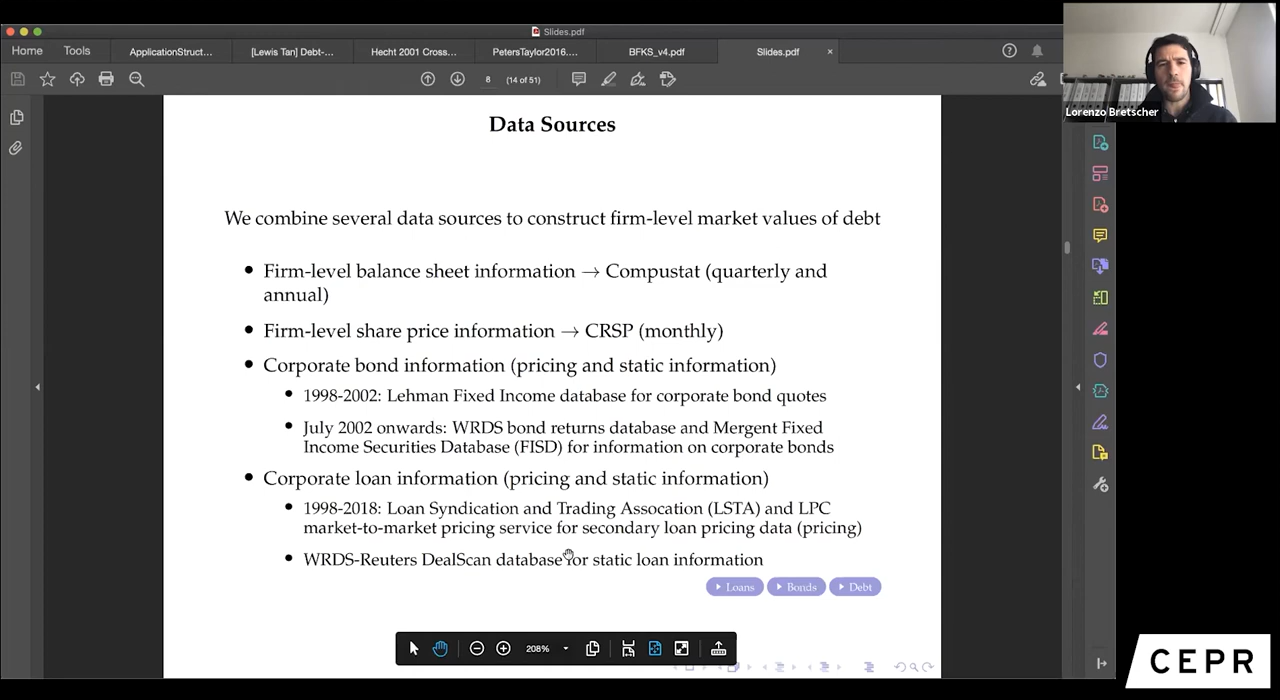 Slides.pdf
Home Tools ApplicationStruct... [Lewis Tan] Debt-... Hecht 2001 Cross... PetersTaylor2016.... BFKS_v4.pdf Slides.pdf ×
8 (14 of 51)
Lorenzo Bretscher
Data Sources
We combine several data sources to construct firm-level market values of debt
• Firm-level balance sheet information → Compustat (quarterly and
annual)
• Firm-level share price information → CRSP (monthly)
• Corporate bond information (pricing and static information)
• 1998-2002: Lehman Fixed Income database for corporate bond quotes
• July 2002 onwards: WRDS bond returns database and Mergent Fixed
Income Securities Database (FISD) for information on corporate bonds
• Corporate loan information (pricing and static information)
• 1998-2018: Loan Syndication and Trading Assocation (LSTA) and LPC
market-to-market pricing service for secondary loan pricing data (pricing)
• WRDS-Reuters DealScan database for static loan information
Loans Bonds Debt
208%
CEPR